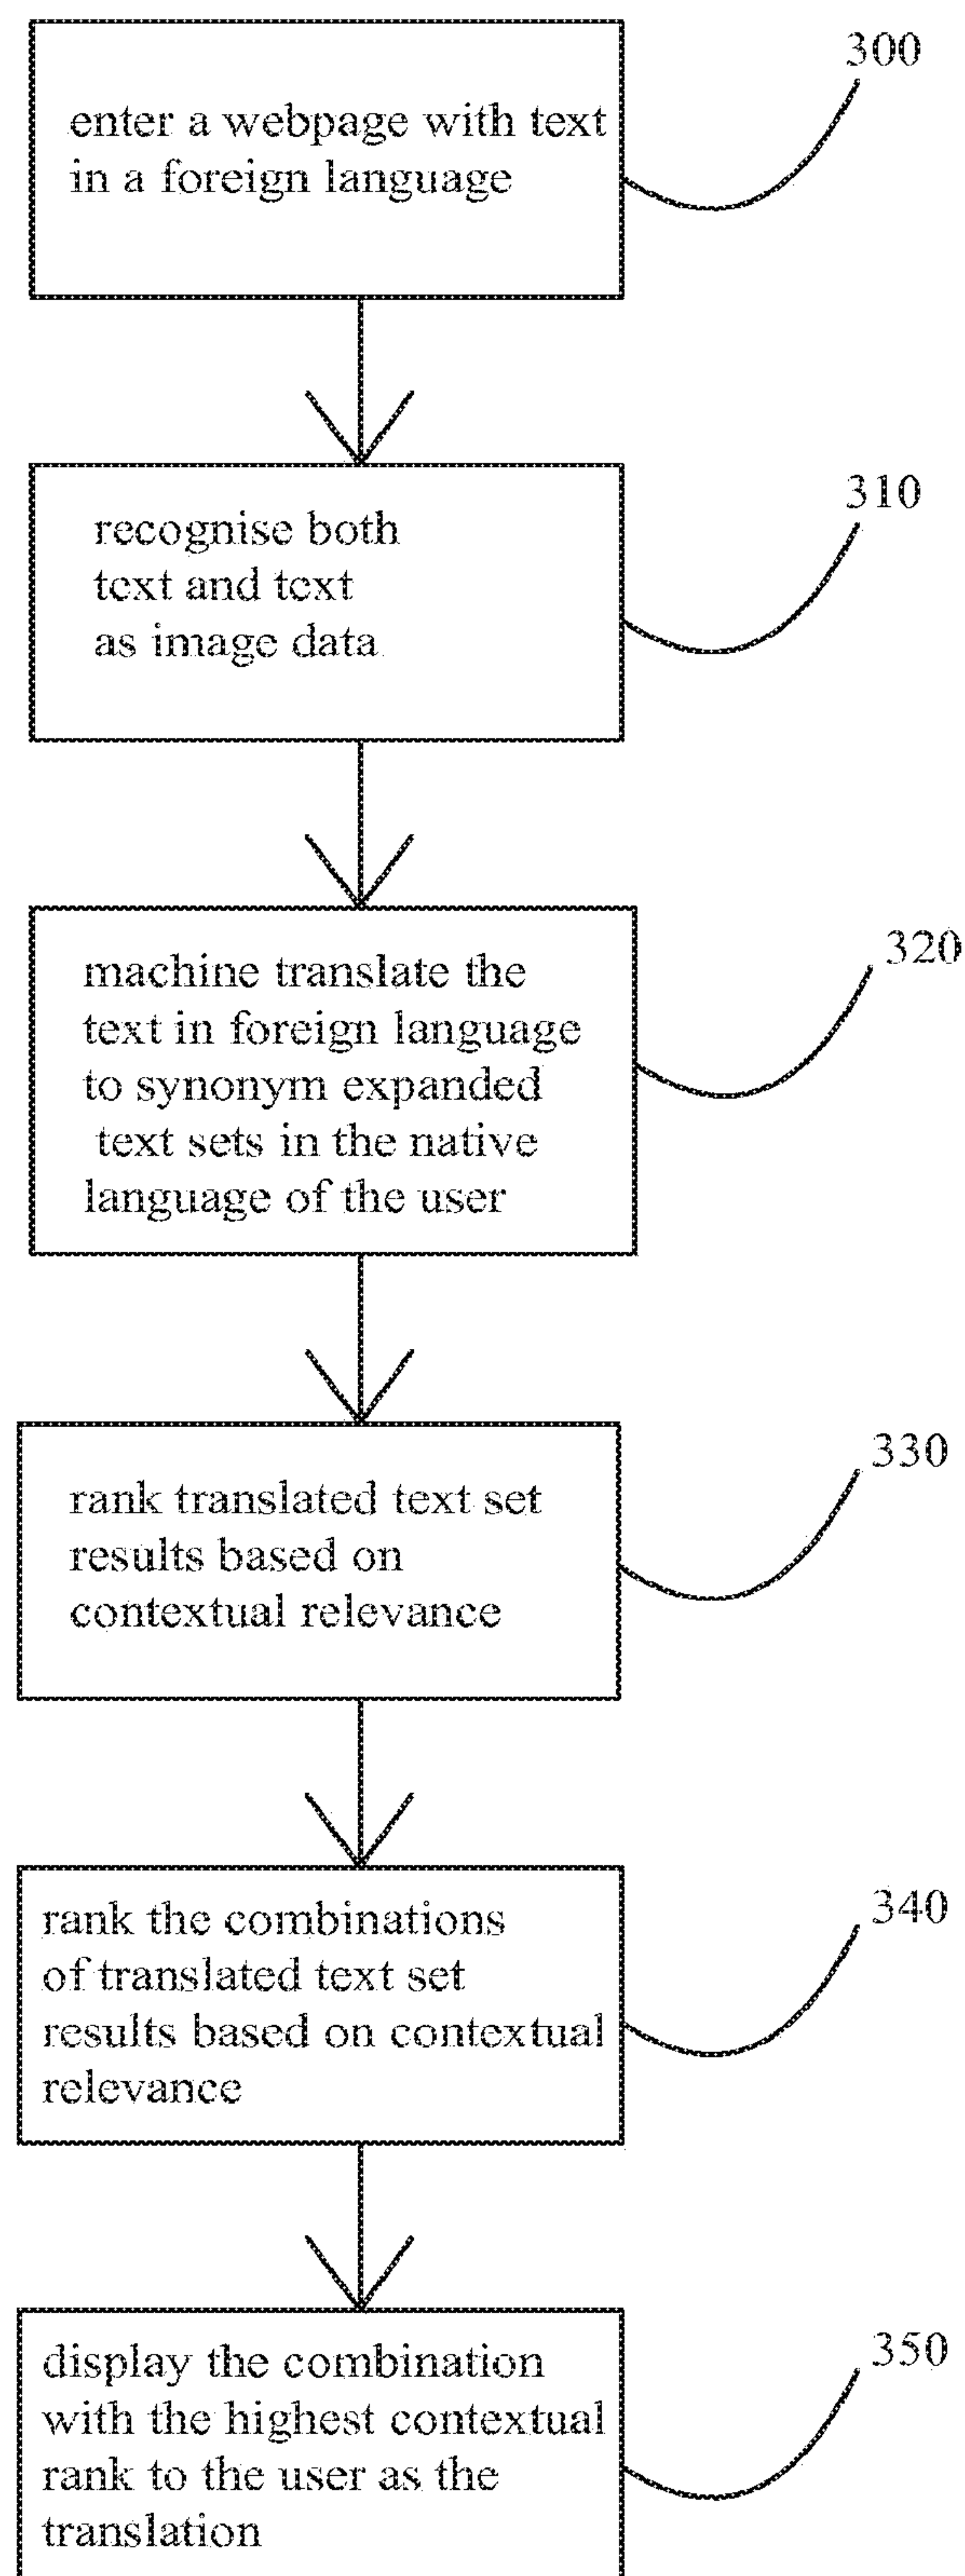 300
enter a webpage with text
in a foreign language
310
recognise both
text and text
as image data
320
machine translate the
text in foreign language
to synonym expanded
text sets in the native
language of the user
330
rank translated text set
results based on
contextual relevance
340
rank the combinations
of translated text set
results based on contextual
relevance
350
display the combination
with the highest contextual
rank to the user as the
translation